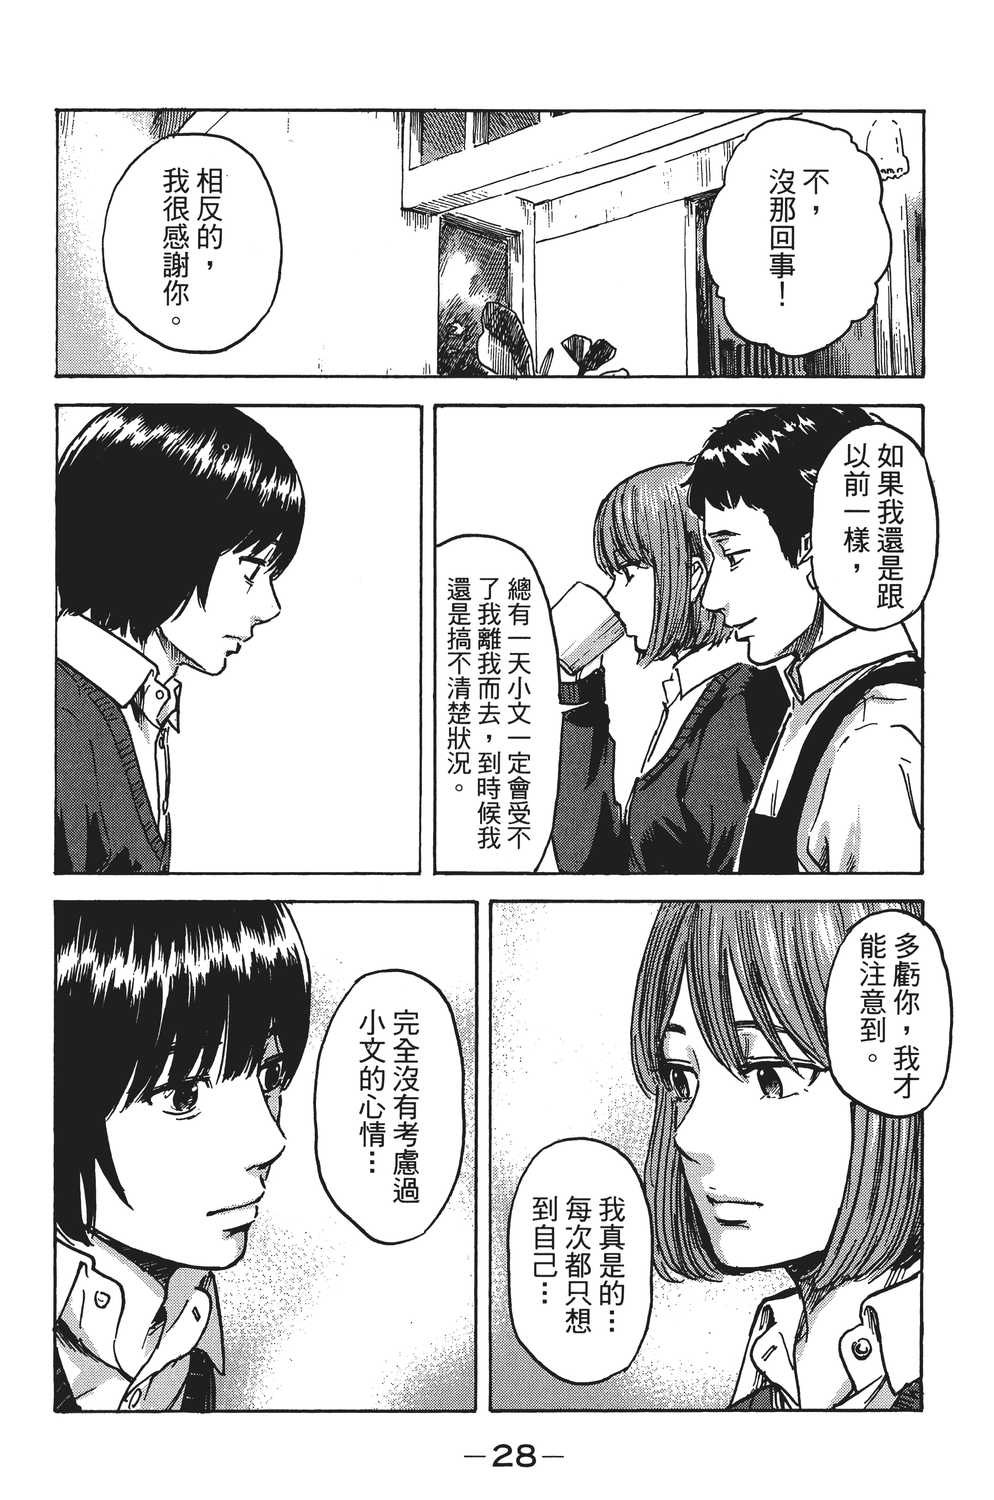 不，
沒那回事！
相反的，
我很感謝你。
如果我還是跟
以前一樣，
總有一天小文一定會受不
了我離我而去，到時候我
還是搞不清楚狀況。
多虧你，我才
能注意到。
我真是的…
每次都只想
到自己…
完全沒有考慮過
小文的心情…
—28—